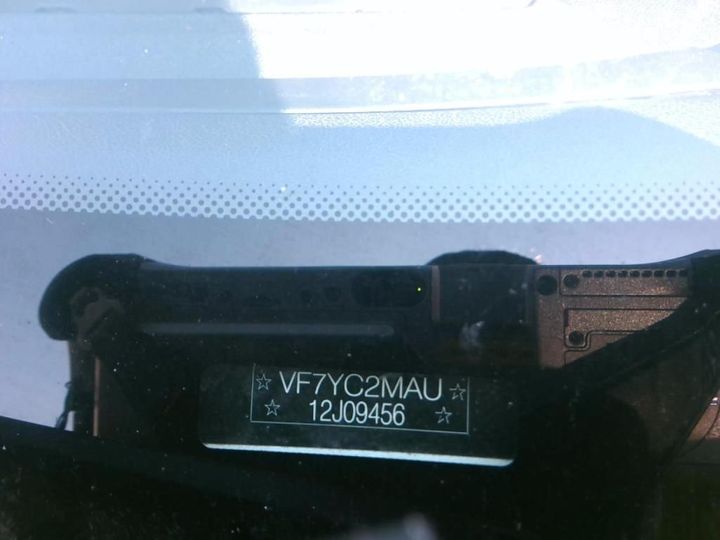 ☆ VF7YC2MAU ☆
☆ 12J09456 ☆